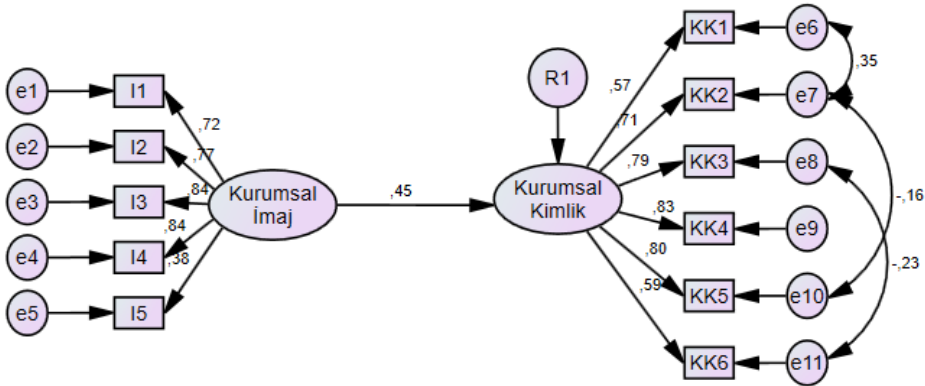 e1
I1
,72
e2
I2
,77
e3
I3
,84
e4
I4
,84
e5
I5
,38
Kurumsal
İmaj
,45
R1
Kurumsal
Kimlik
,57
KK1
e6
,35
,71
KK2
e7
,79
KK3
e8
,83
KK4
e9
,80
KK5
e10
,59
KK6
e11
-,16
-,23